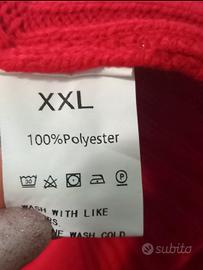 XXL
100%Polyester
WASH WITH LIKE
WASH COLD
subito